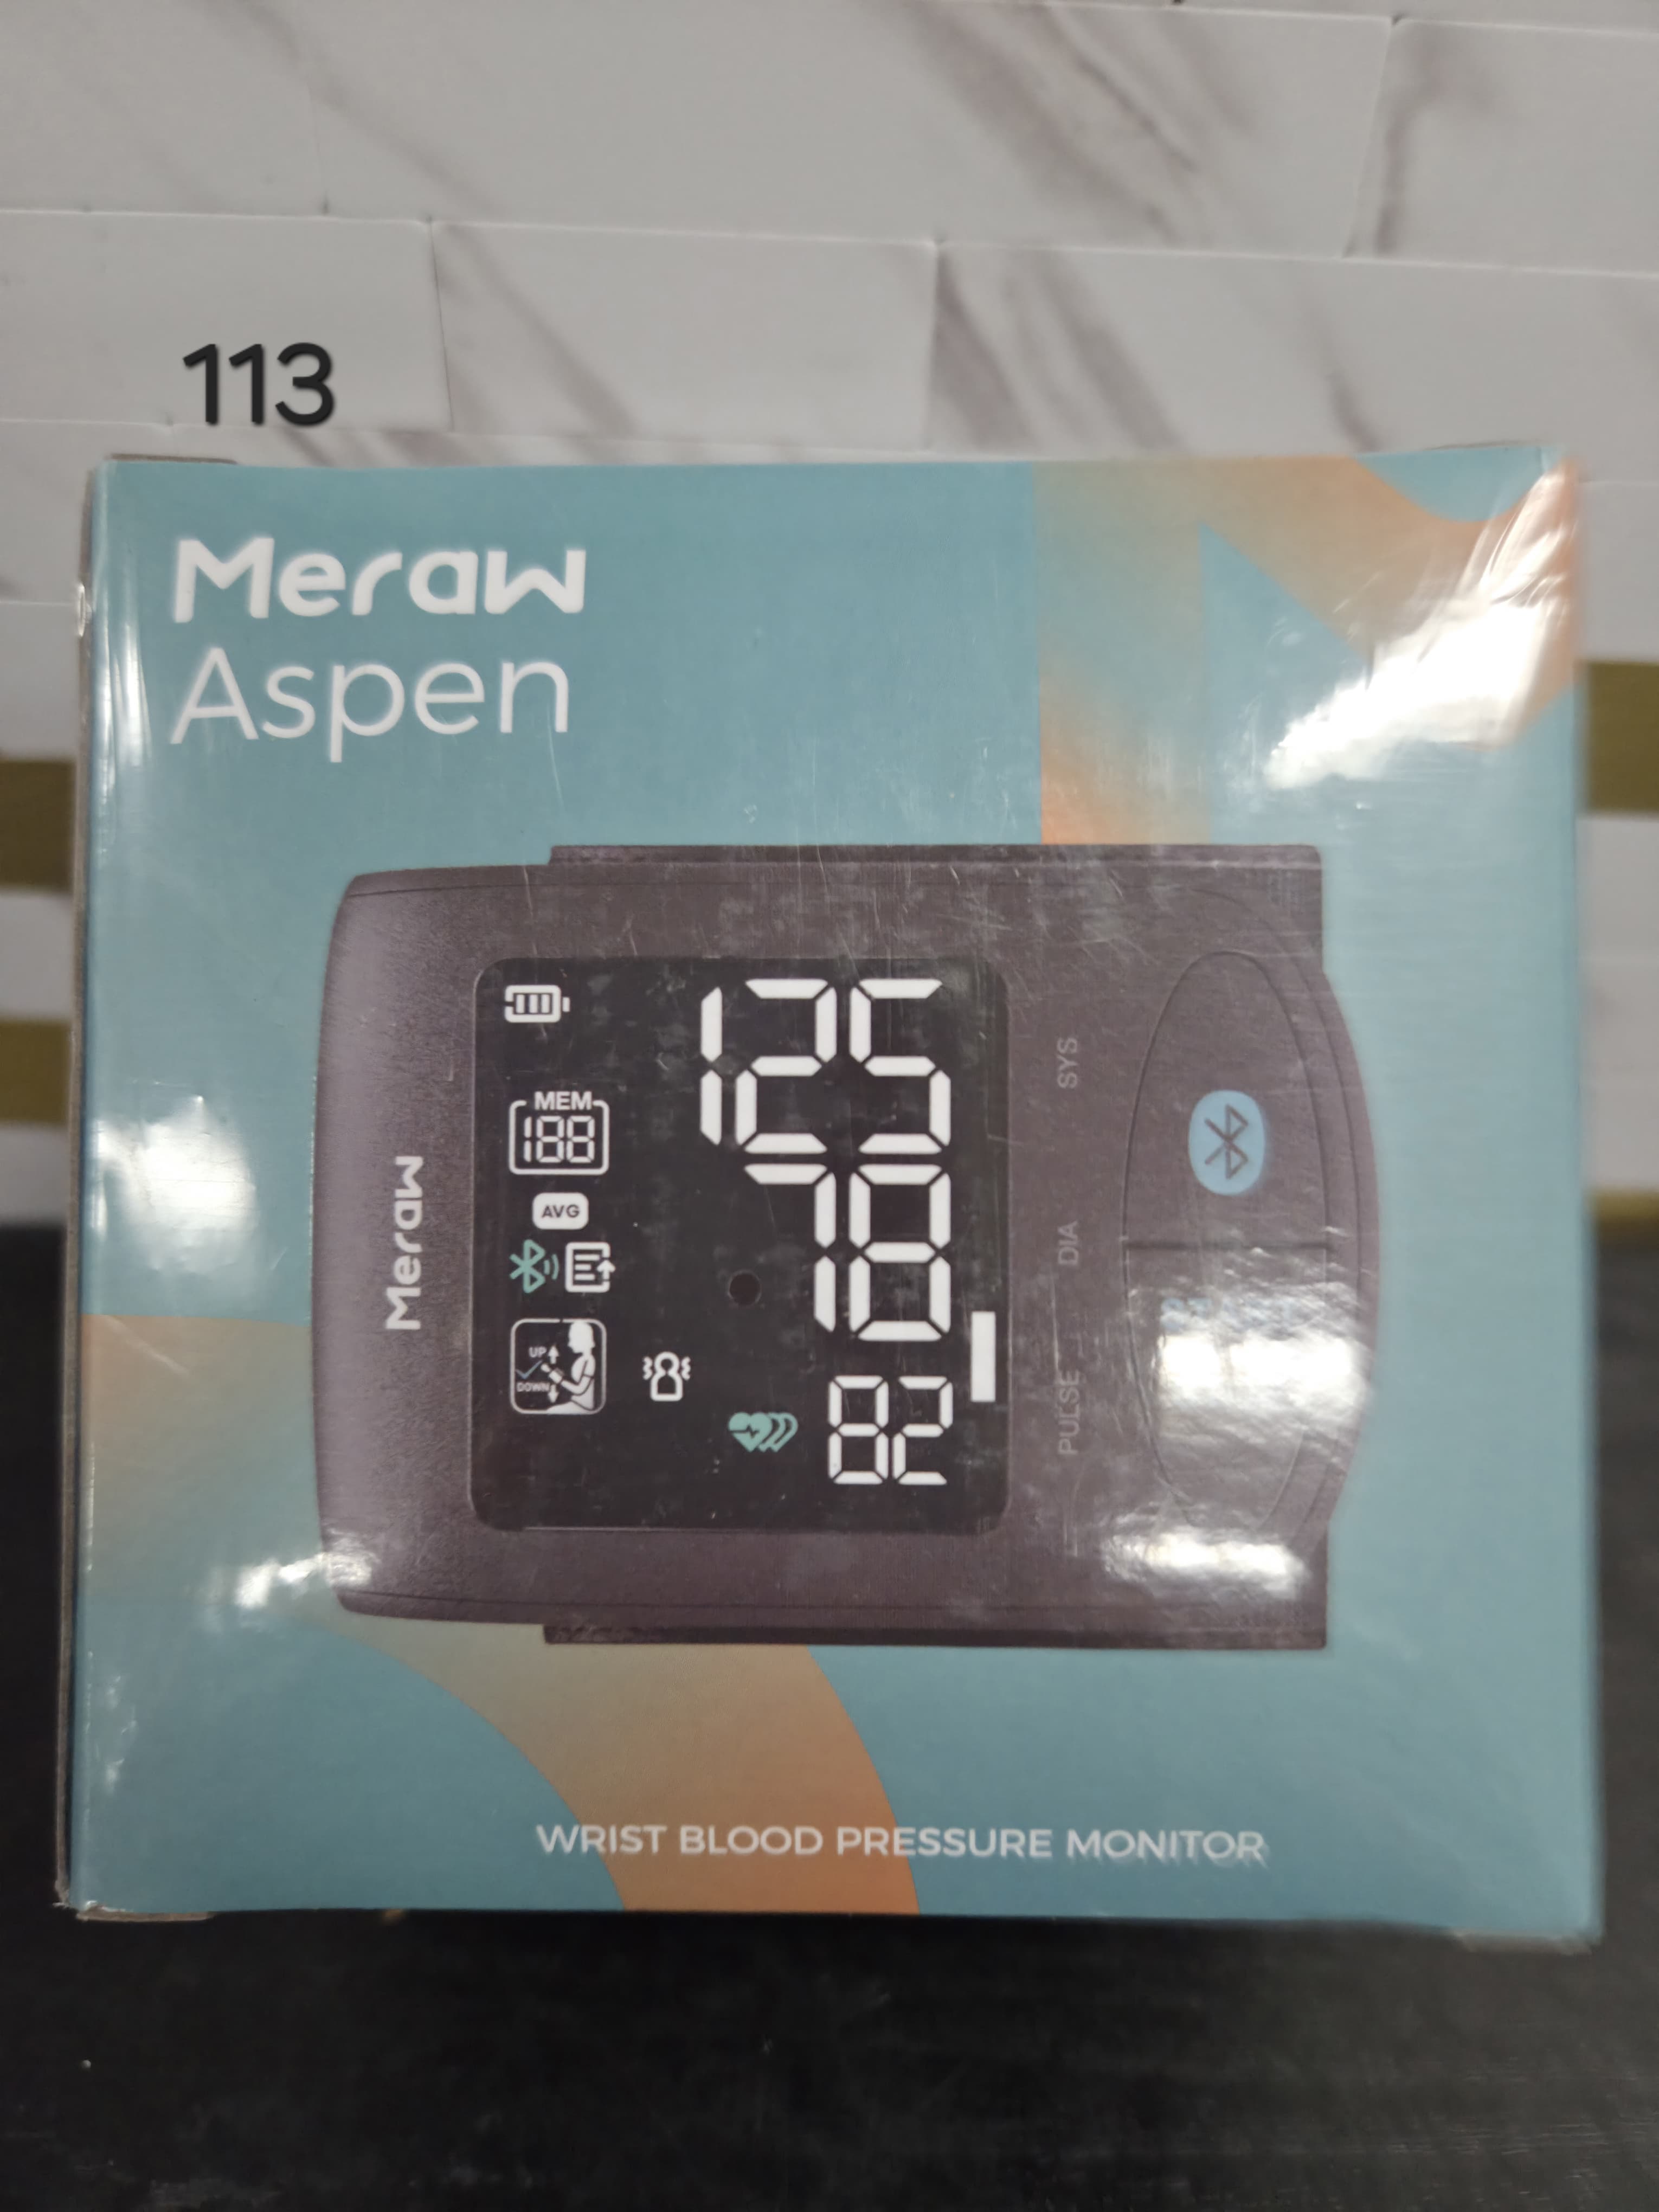 113
Meraw
Aspen
125
SYS
MEM
188
AVG
Meraw
78
DIA
UP
DOWN
82
PULSE
WRIST BLOOD PRESSURE MONITOR